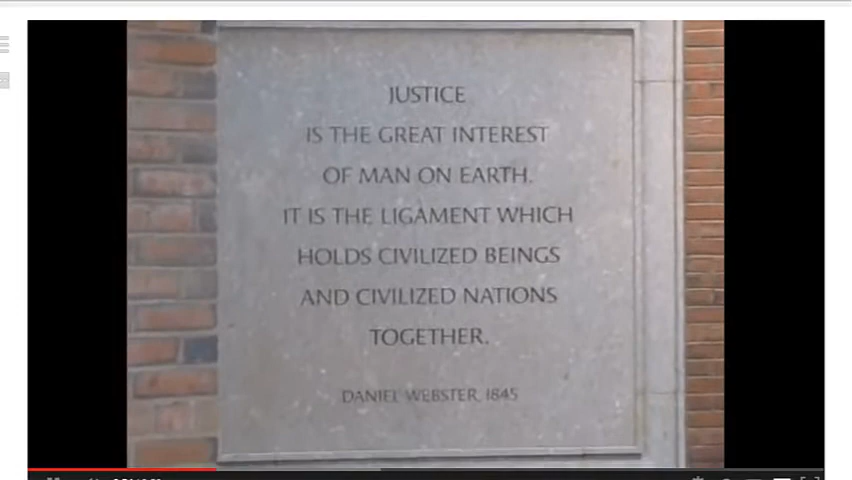 JUSTICE
IS THE GREAT INTEREST
OF MAN ON EARTH.
IT IS THE LIGAMENT WHICH
HOLDS CIVILIZED BEINGS
AND CIVILIZED NATIONS
TOGETHER.
DANIEL WEBSTER, 1845